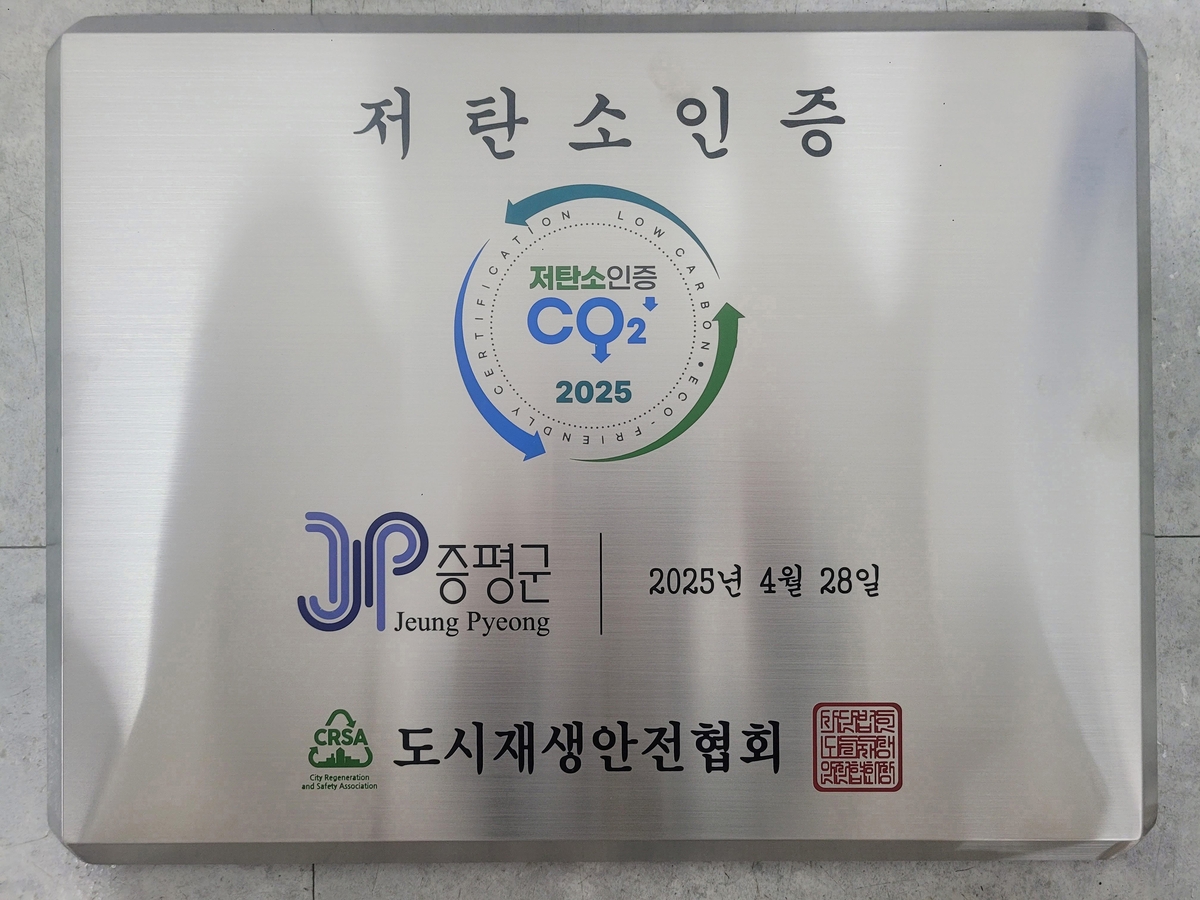 저탄소인증
LOW CARBON • ECO-FRIENDLY CERTIFICATION
저탄소인증
CO2
2025
JP 증평군
Jeung Pyeong
2025년 4월 28일
CRSA
City Regeneration
and Safety Association
도시재생안전협회